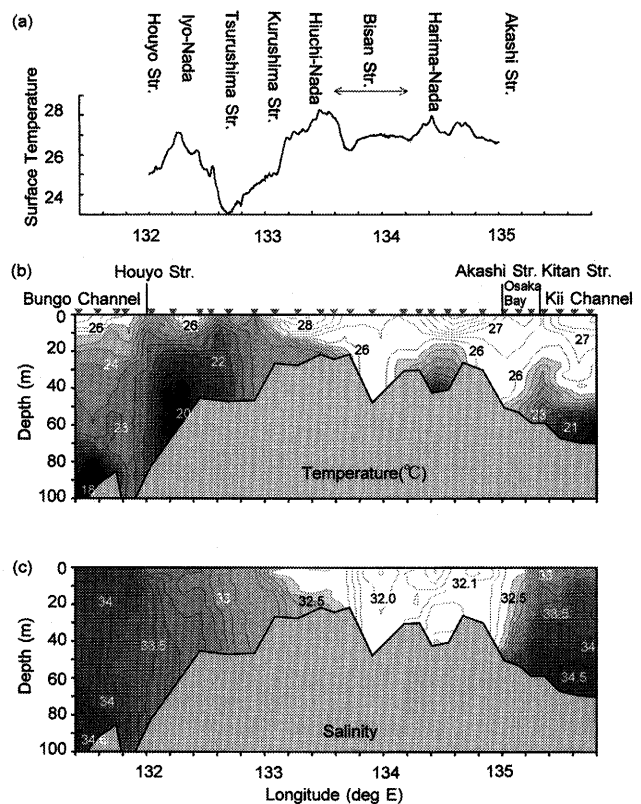 (a)
Houyo Str.
Iyo-Nada
Tsurushima Str.
Kurushima Str.
Hiuchi-Nada
Bisan Str.
Harima-Nada
Akashi Str.
Surface Temperature
28
26
24
132 133 134 135
(b)
Houyo Str.
Akashi Str. Kitan Str.
Bungo Channel
Osaka
Bay
Kii Channel
Depth (m)
0
20
40
60
80
100
26 26 28 27 27
24 22 26 26 26
23 20 23 21
18
Temperature(℃)
(c)
Depth (m)
0
20
40
60
80
100
34 33 32.5 32.0 32.1 32.5 33
33.5 33.5
34 34
34.5
Salinity
132 133 134 135
Longitude (deg E)